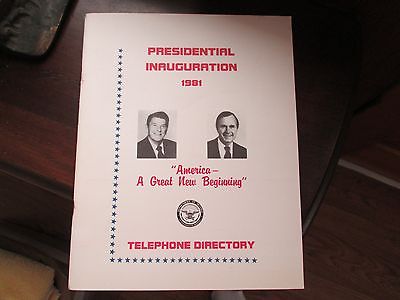 PRESIDENTIAL
INAUGURATION
1981
"America –
A Great New Beginning"
TELEPHONE DIRECTORY